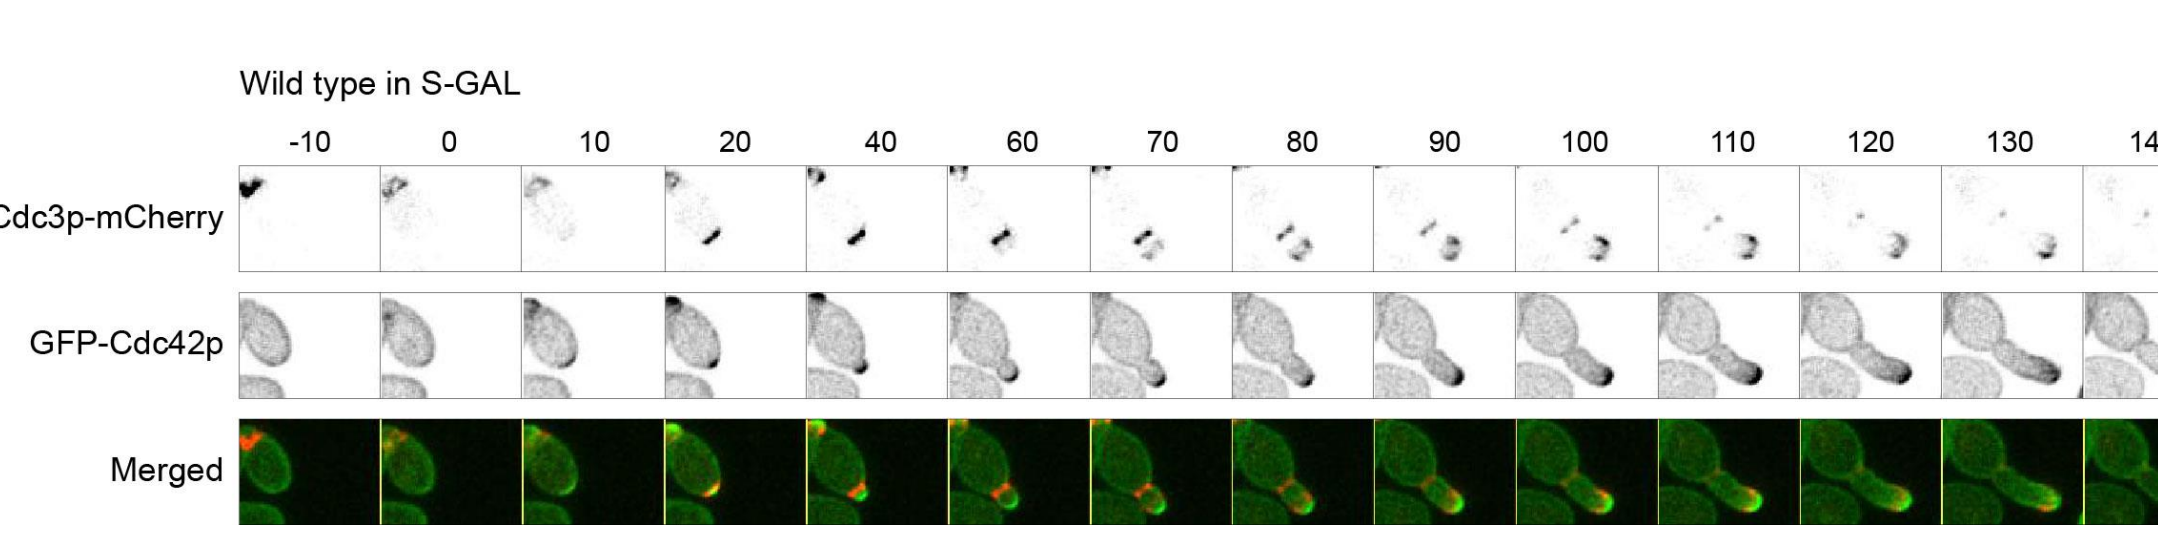 Wild type in S-GAL
-10 0 10 20 40 60 70 80 90 100 110 120 130 14
Cdc3p-mCherry
GFP-Cdc42p
Merged